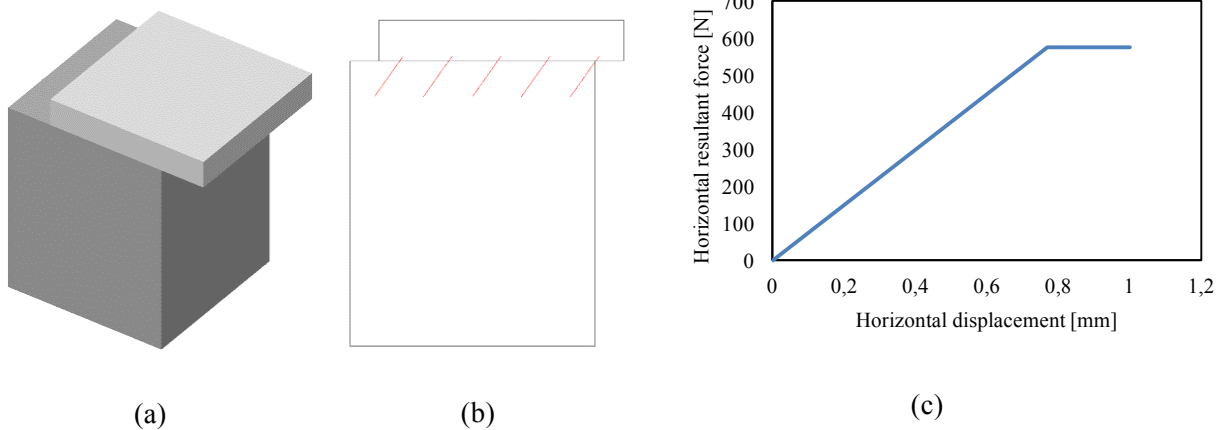 700
600
500
400
300
200
100
0
Horizontal resultant force [N]
0 0,2 0,4 0,6 0,8 1 1,2
Horizontal displacement [mm]
(a) (b) (c)